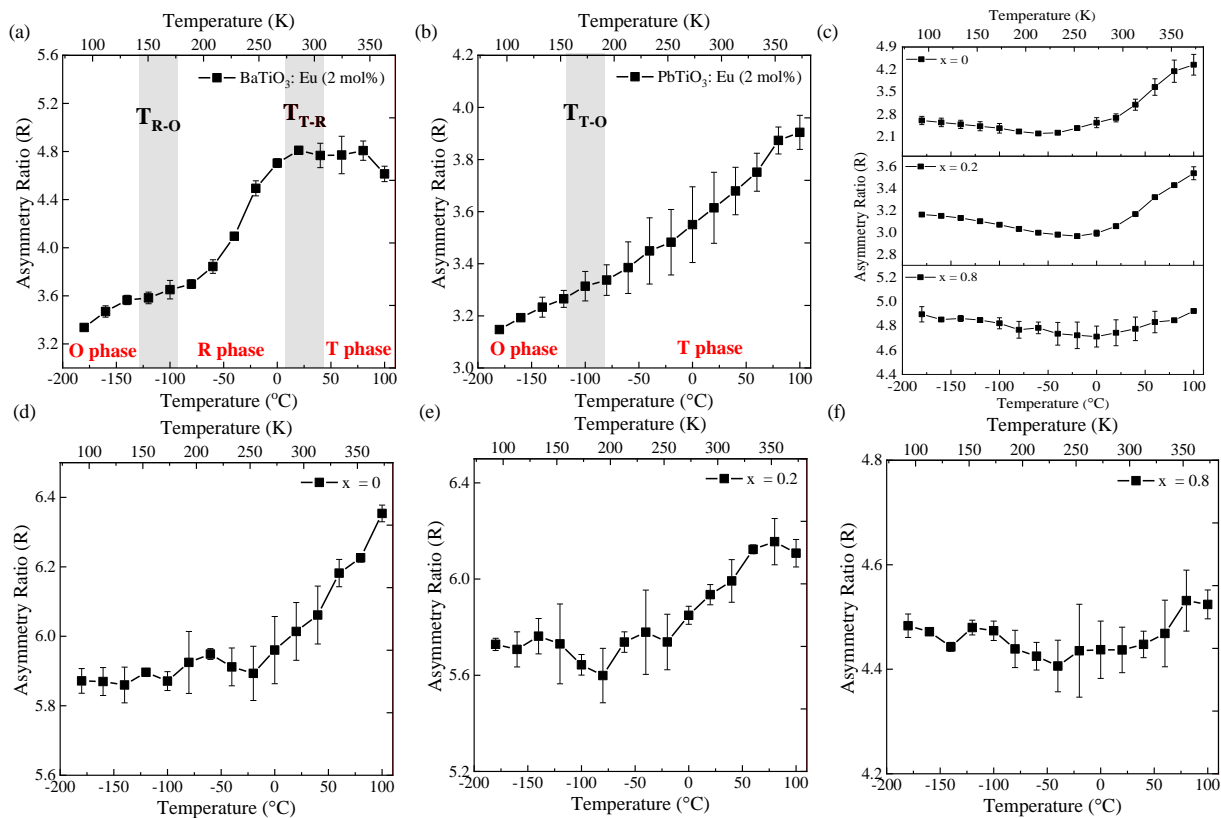 (a)
Temperature (K)
100 150 200 250 300 350
BaTiO3: Eu (2 mol%)
TR-O
TT-R
5.6
5.2
4.8
4.4
4.0
3.6
3.2
Asymmetry Ratio (R)
O phase R phase T phase
-200 -150 -100 -50 0 50 100
Temperature (°C)
(b)
Temperature (K)
100 150 200 250 300 350
PbTiO3: Eu (2 mol%)
TT-O
4.2
4.0
3.8
3.6
3.4
3.2
3.0
Asymmetry Ratio (R)
O phase T phase
-200 -150 -100 -50 0 50 100
Temperature (°C)
(c)
Temperature (K)
100 150 200 250 300 350
4.9
4.2
2.8
2.1
x = 0
3.6
3.4
3.2
3.0
2.8
x = 0.2
5.2
5.0
4.8
4.6
4.4
x = 0.8
Asymmetry Ratio (R)
-200 -150 -100 -50 0 50 100
Temperature (°C)
(d)
Temperature (K)
100 150 200 250 300 350
x = 0
6.4
6.2
6.0
5.8
5.6
Asymmetry Ratio (R)
-200 -150 -100 -50 0 50 100
Temperature (°C)
(e)
Temperature (K)
100 150 200 250 300 350
x = 0.2
6.4
6.0
5.6
5.2
Asymmetry Ratio (R)
-200 -150 -100 -50 0 50 100
Temperature (°C)
(f)
Temperature (K)
100 150 200 250 300 350
x = 0.8
4.8
4.6
4.4
4.2
Asymmetry Ratio (R)
-200 -150 -100 -50 0 50 100
Temperature (°C)